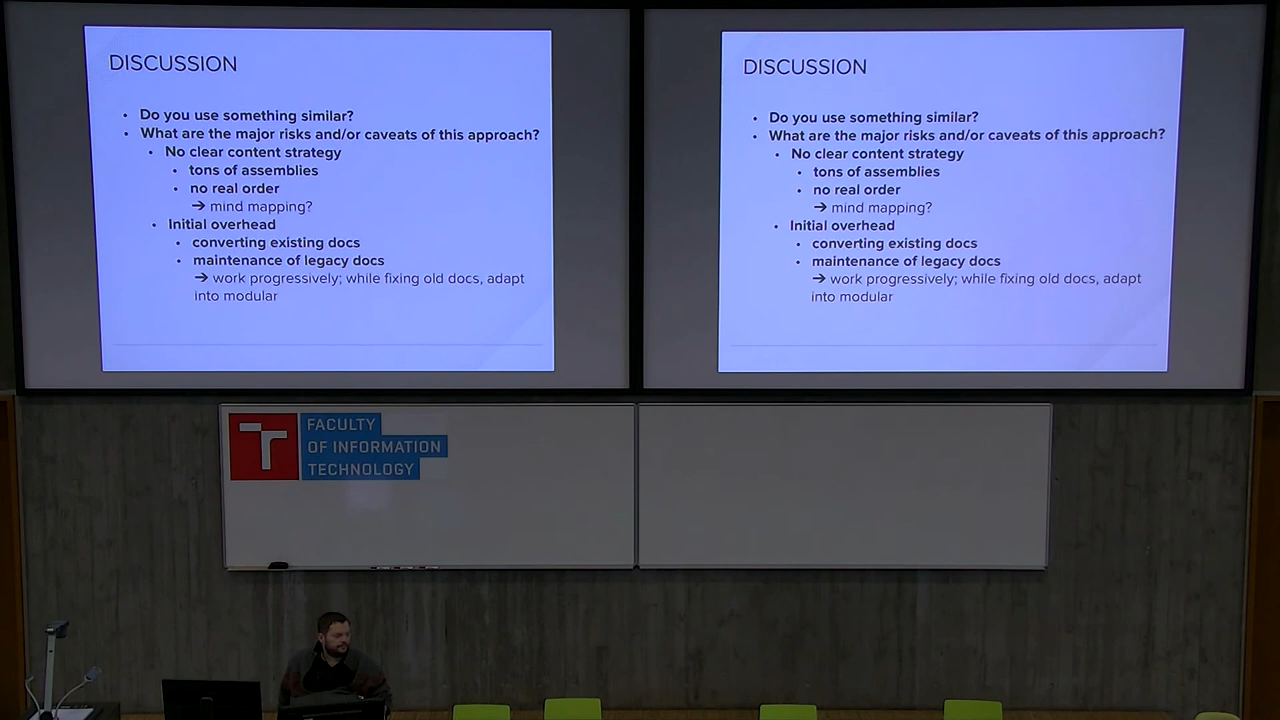 DISCUSSION
• Do you use something similar?
• What are the major risks and/or caveats of this approach?
• No clear content strategy
• tons of assemblies
• no real order
→ mind mapping?
• Initial overhead
• converting existing docs
• maintenance of legacy docs
→ work progressively; while fixing old docs, adapt
into modular
DISCUSSION
• Do you use something similar?
• What are the major risks and/or caveats of this approach?
• No clear content strategy
• tons of assemblies
• no real order
→ mind mapping?
• Initial overhead
• converting existing docs
• maintenance of legacy docs
→ work progressively; while fixing old docs, adapt
into modular
FACULTY
OF INFORMATION
TECHNOLOGY